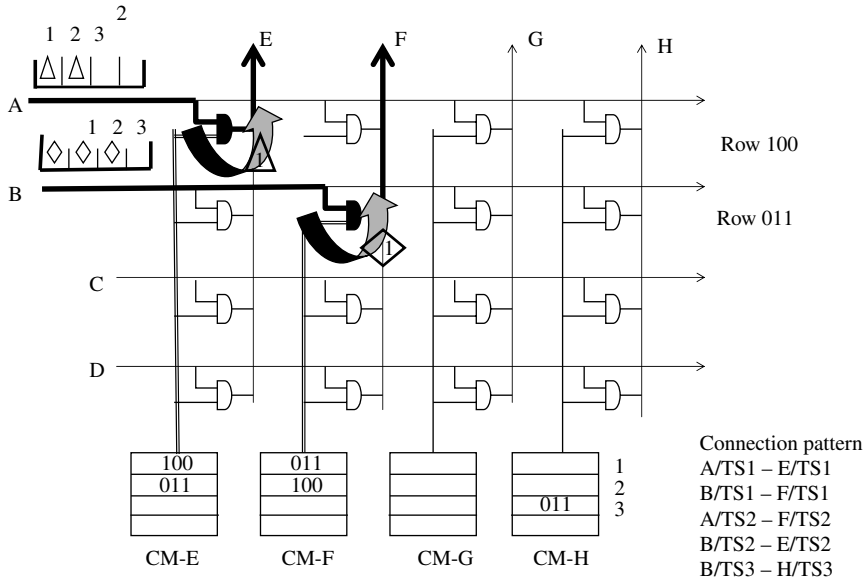 2
1 2 3
E
F
G
H
A
1 2 3
Row 100
1
B
Row 011
1
C
D
Connection pattern
100
011
1
A/TS1 – E/TS1
011
100
2
B/TS1 – F/TS1
011
3
A/TS2 – F/TS2
B/TS2 – E/TS2
CM-E
CM-F
CM-G
CM-H
B/TS3 – H/TS3